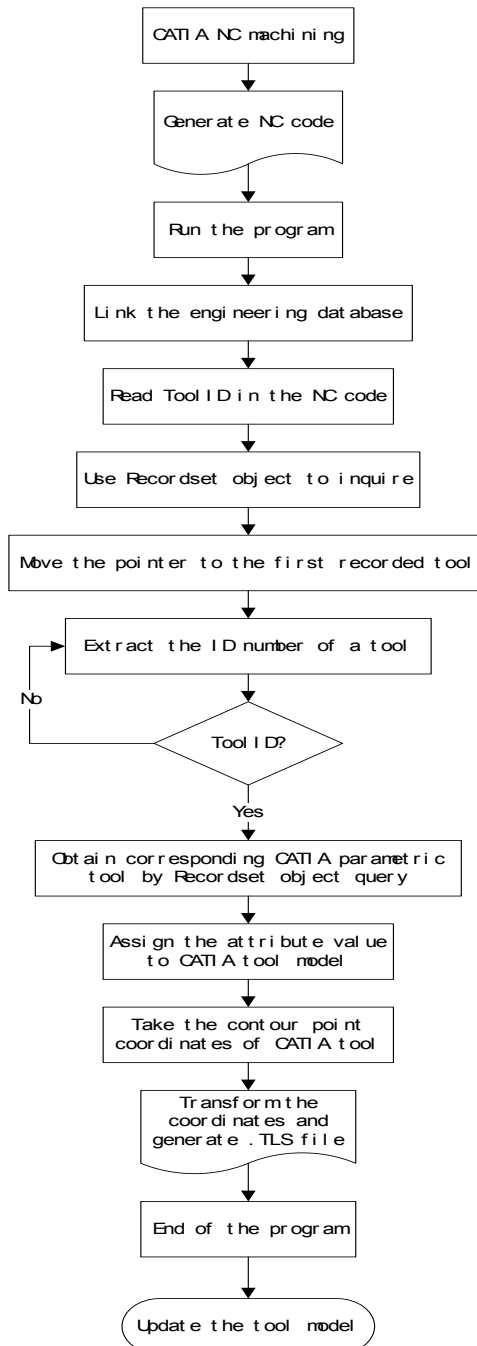 CATIA NC machining
Generate NC code
Run the program
Link the engineering database
Read Tool ID in the NC code
Use Recordset object to inquire
Move the pointer to the first recorded tool
Extract the ID number of a tool
No
Tool ID?
Yes
Obtain corresponding CATIA parametric
tool by Recordset object query
Assign the attribute value
to CATIA tool model
Take the contour point
coordinates of CATIA tool
Transform the
coordinates and
generate .TLS file
End of the program
Update the tool model